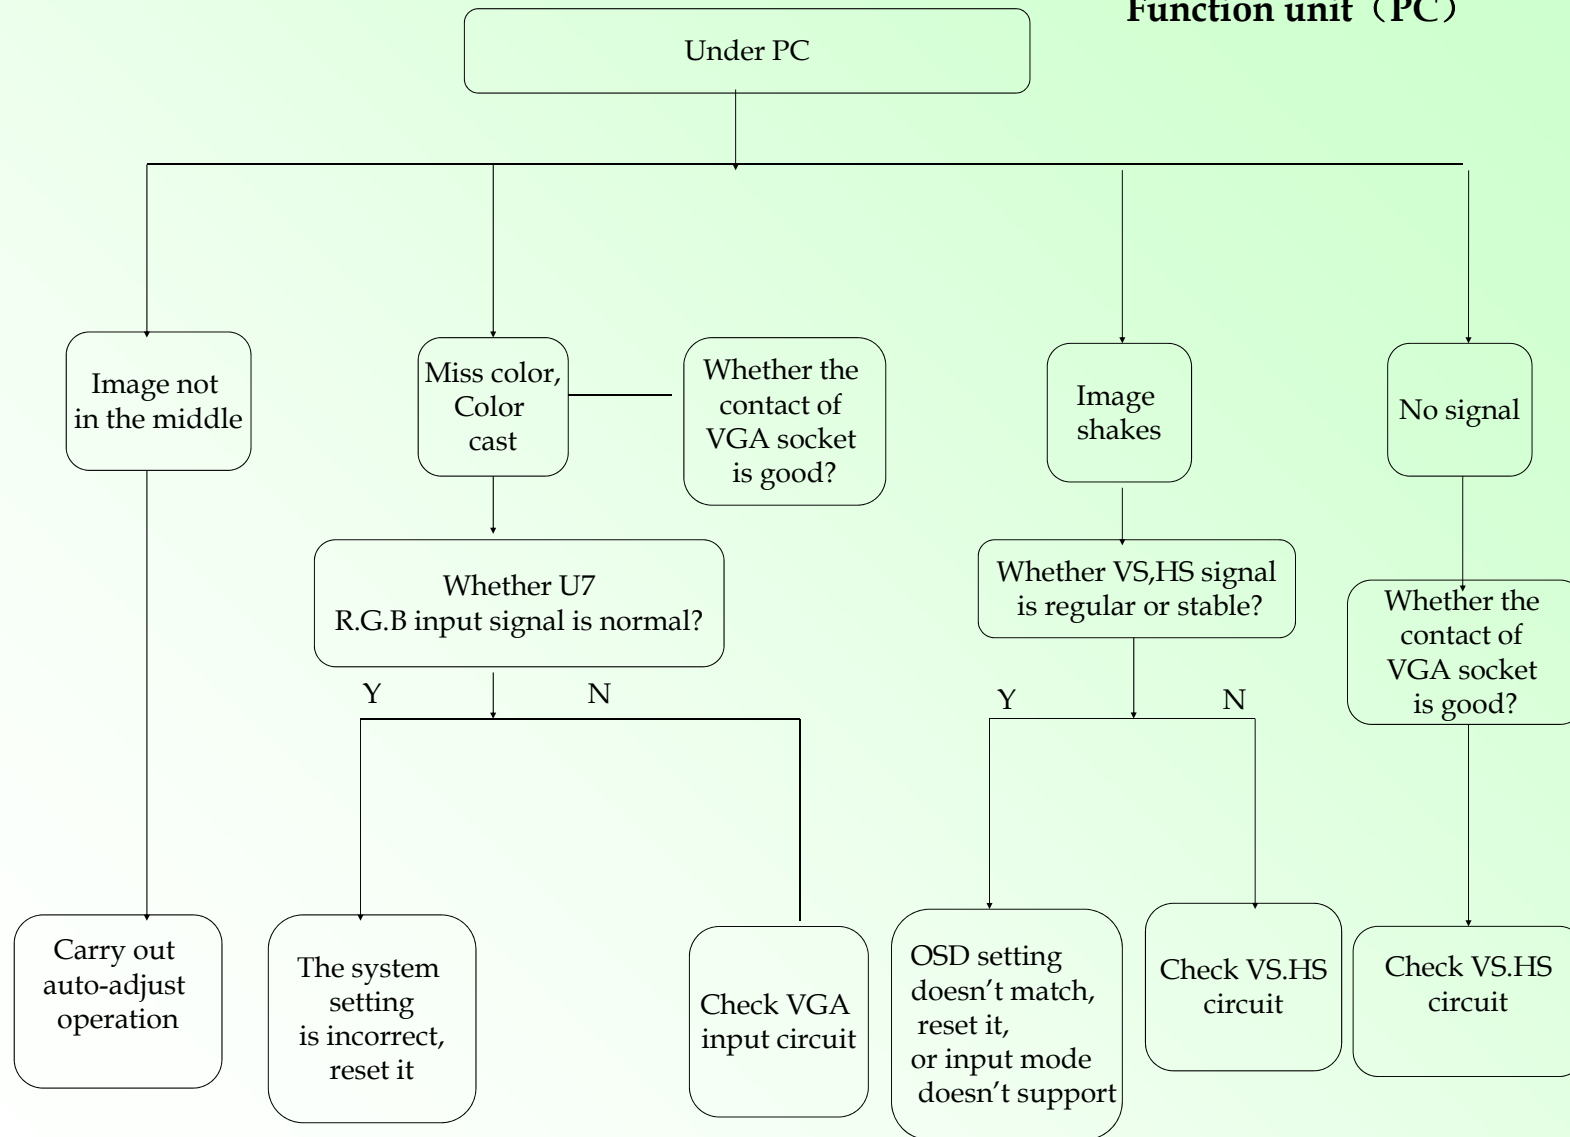 Function unit（PC）
Under PC
Image not
in the middle
Miss color,
Color
cast
Whether the
contact of
VGA socket
is good?
Image
shakes
No signal
Whether U7
R.G.B input signal is normal?
Whether VS,HS signal
is regular or stable?
Whether the
contact of
VGA socket
is good?
Y
N
Y
N
Carry out
auto-adjust
operation
The system
setting
is incorrect,
reset it
Check VGA
input circuit
OSD setting
doesn’t match,
reset it,
or input mode
doesn’t support
Check VS.HS
circuit
Check VS.HS
circuit